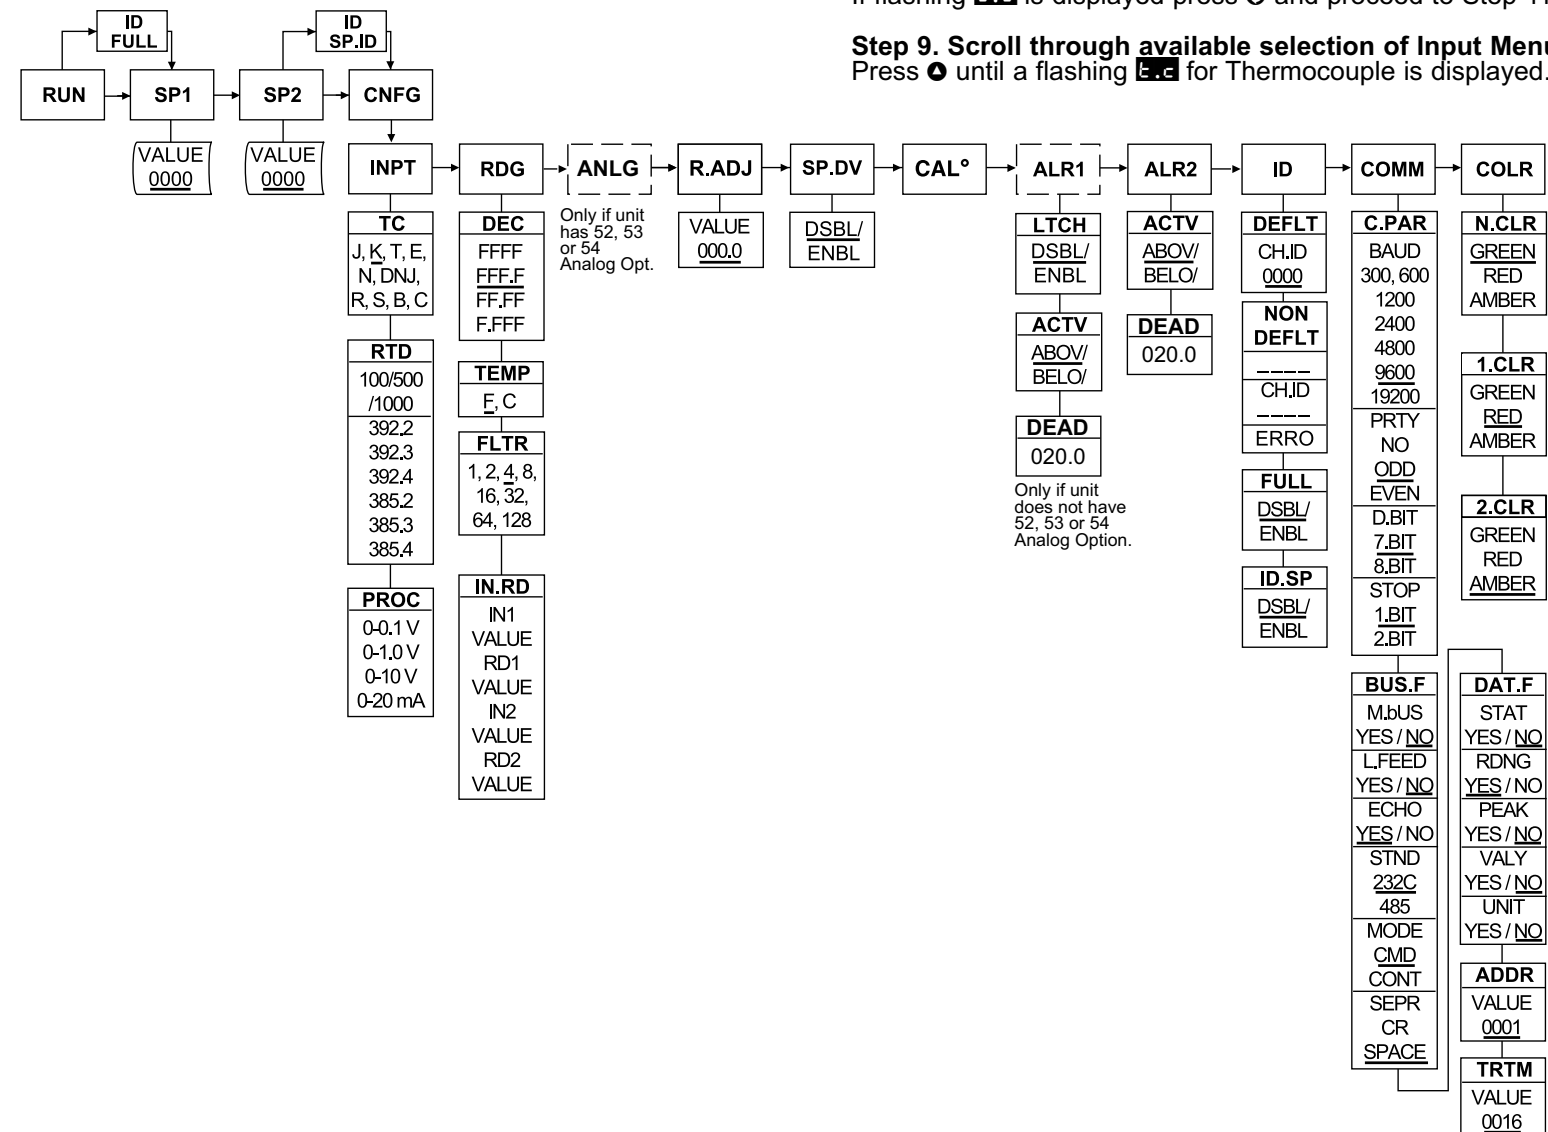 If flashing is displayed press and proceed to Step
Step 9. Scroll through available selection of Input Menu
Press until a flashing t.c for Thermocouple is displayed.
ID
FULL
ID
SP.ID
RUN
SP1
SP2
CNFG
VALUE
0000
VALUE
0000
INPT
RDG
ANLG
R.ADJ
SP.DV
CAL°
ALR1
ALR2
ID
COMM
COLR
TC
J, K, T, E,
N, DNJ,
R, S, B, C
RTD
100/500
/1000
392.2
392.3
392.4
385.2
385.3
385.4
PROC
0-0.1 V
0-1.0 V
0-10 V
0-20 mA
DEC
FFFF
FFF.F
FF.FF
F.FFF
TEMP
F, C
FLTR
1, 2, 4, 8,
16, 32,
64, 128
IN.RD
IN1
VALUE
RD1
VALUE
IN2
VALUE
RD2
VALUE
Only if unit
has 52, 53
or 54
Analog Opt.
VALUE
000.0
DSBL/
ENBL
LTCH
DSBL/
ENBL
ACTV
ABOV/
BELO/
DEAD
020.0
Only if unit
does not have
52, 53 or 54
Analog Option.
ACTV
ABOV/
BELO/
DEAD
020.0
DEFLT
CH.ID
0000
NON
DEFLT
_ _ _ _
CH.ID
_ _ _ _
ERRO
FULL
DSBL/
ENBL
ID.SP
DSBL/
ENBL
C.PAR
BAUD
300, 600
1200
2400
4800
9600
19200
PRTY
NO
ODD
EVEN
D.BIT
7.BIT
8.BIT
STOP
1.BIT
2.BIT
BUS.F
M.bUS
YES / NO
L.FEED
YES / NO
ECHO
YES / NO
STND
232C
485
MODE
CMD
CONT
SEPR
CR
SPACE
N.CLR
GREEN
RED
AMBER
1.CLR
GREEN
RED
AMBER
2.CLR
GREEN
RED
AMBER
DAT.F
STAT
YES / NO
RDNG
YES / NO
PEAK
YES / NO
VALY
YES / NO
UNIT
YES / NO
ADDR
VALUE
0001
TRTM
VALUE
0016